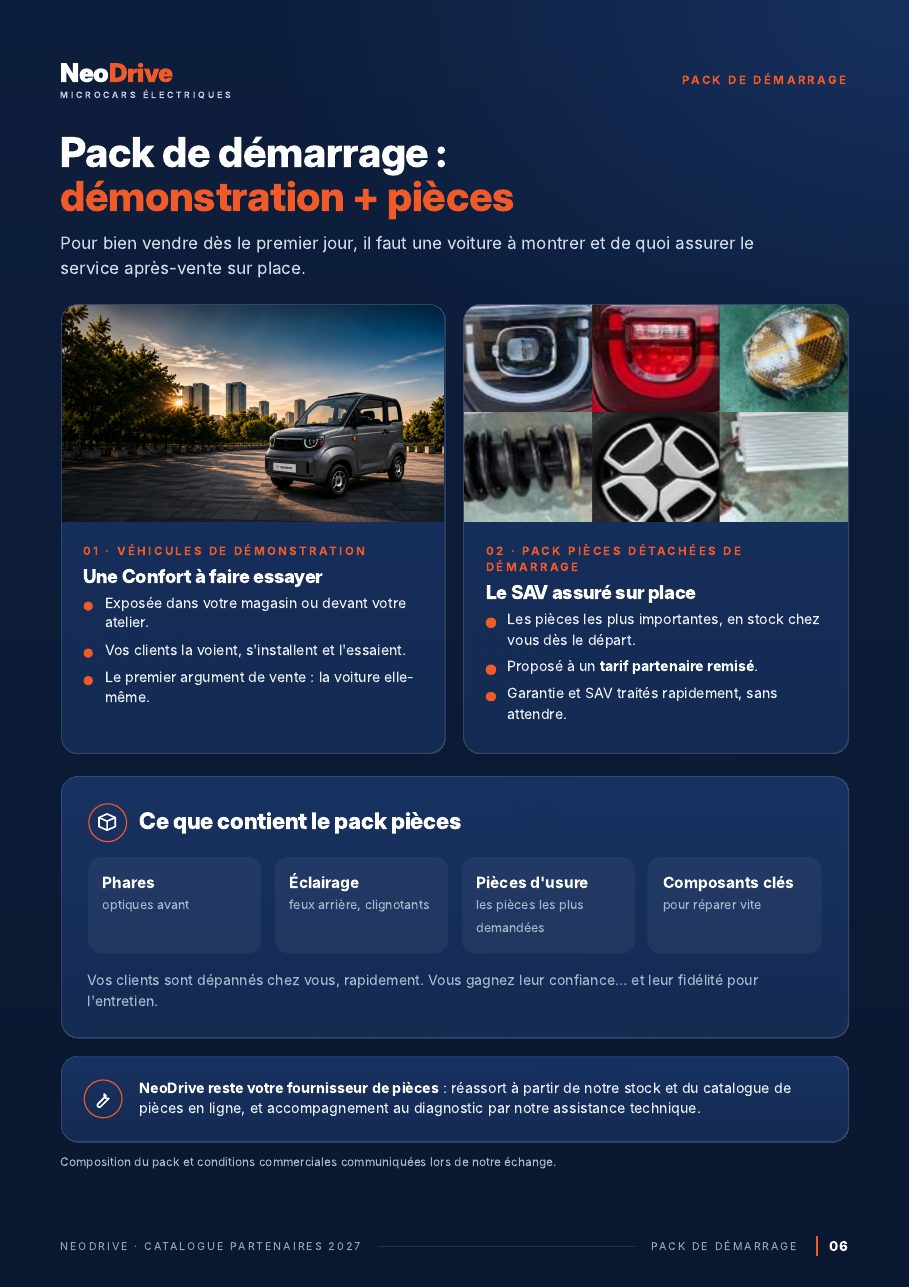 NeoDrive
MICROCARS ÉLECTRIQUES
PACK DE DÉMARRAGE
Pack de démarrage :
démonstration + pièces
Pour bien vendre dès le premier jour, il faut une voiture à montrer et de quoi assurer le
service après-vente sur place.
01 · VÉHICULES DE DÉMONSTRATION
Une Confort à faire essayer
Exposée dans votre magasin ou devant votre
atelier.
Vos clients la voient, s'installent et l'essaient.
Le premier argument de vente : la voiture elle-
même.
02 · PACK PIÈCES DÉTACHÉES DE
DÉMARRAGE
Le SAV assuré sur place
Les pièces les plus importantes, en stock chez
vous dès le départ.
Proposé à un tarif partenaire remisé.
Garantie et SAV traités rapidement, sans
attendre.
Ce que contient le pack pièces
Phares
optiques avant
Éclairage
feux arrière, clignotants
Pièces d'usure
les pièces les plus
demandées
Composants clés
pour réparer vite
Vos clients sont dépannés chez vous, rapidement. Vous gagnez leur confiance… et leur fidélité pour
l'entretien.
NeoDrive reste votre fournisseur de pièces : réassort à partir de notre stock et du catalogue de
pièces en ligne, et accompagnement au diagnostic par notre assistance technique.
Composition du pack et conditions commerciales communiquées lors de notre échange.
NEODRIVE · CATALOGUE PARTENAIRES 2027
PACK DE DÉMARRAGE
06